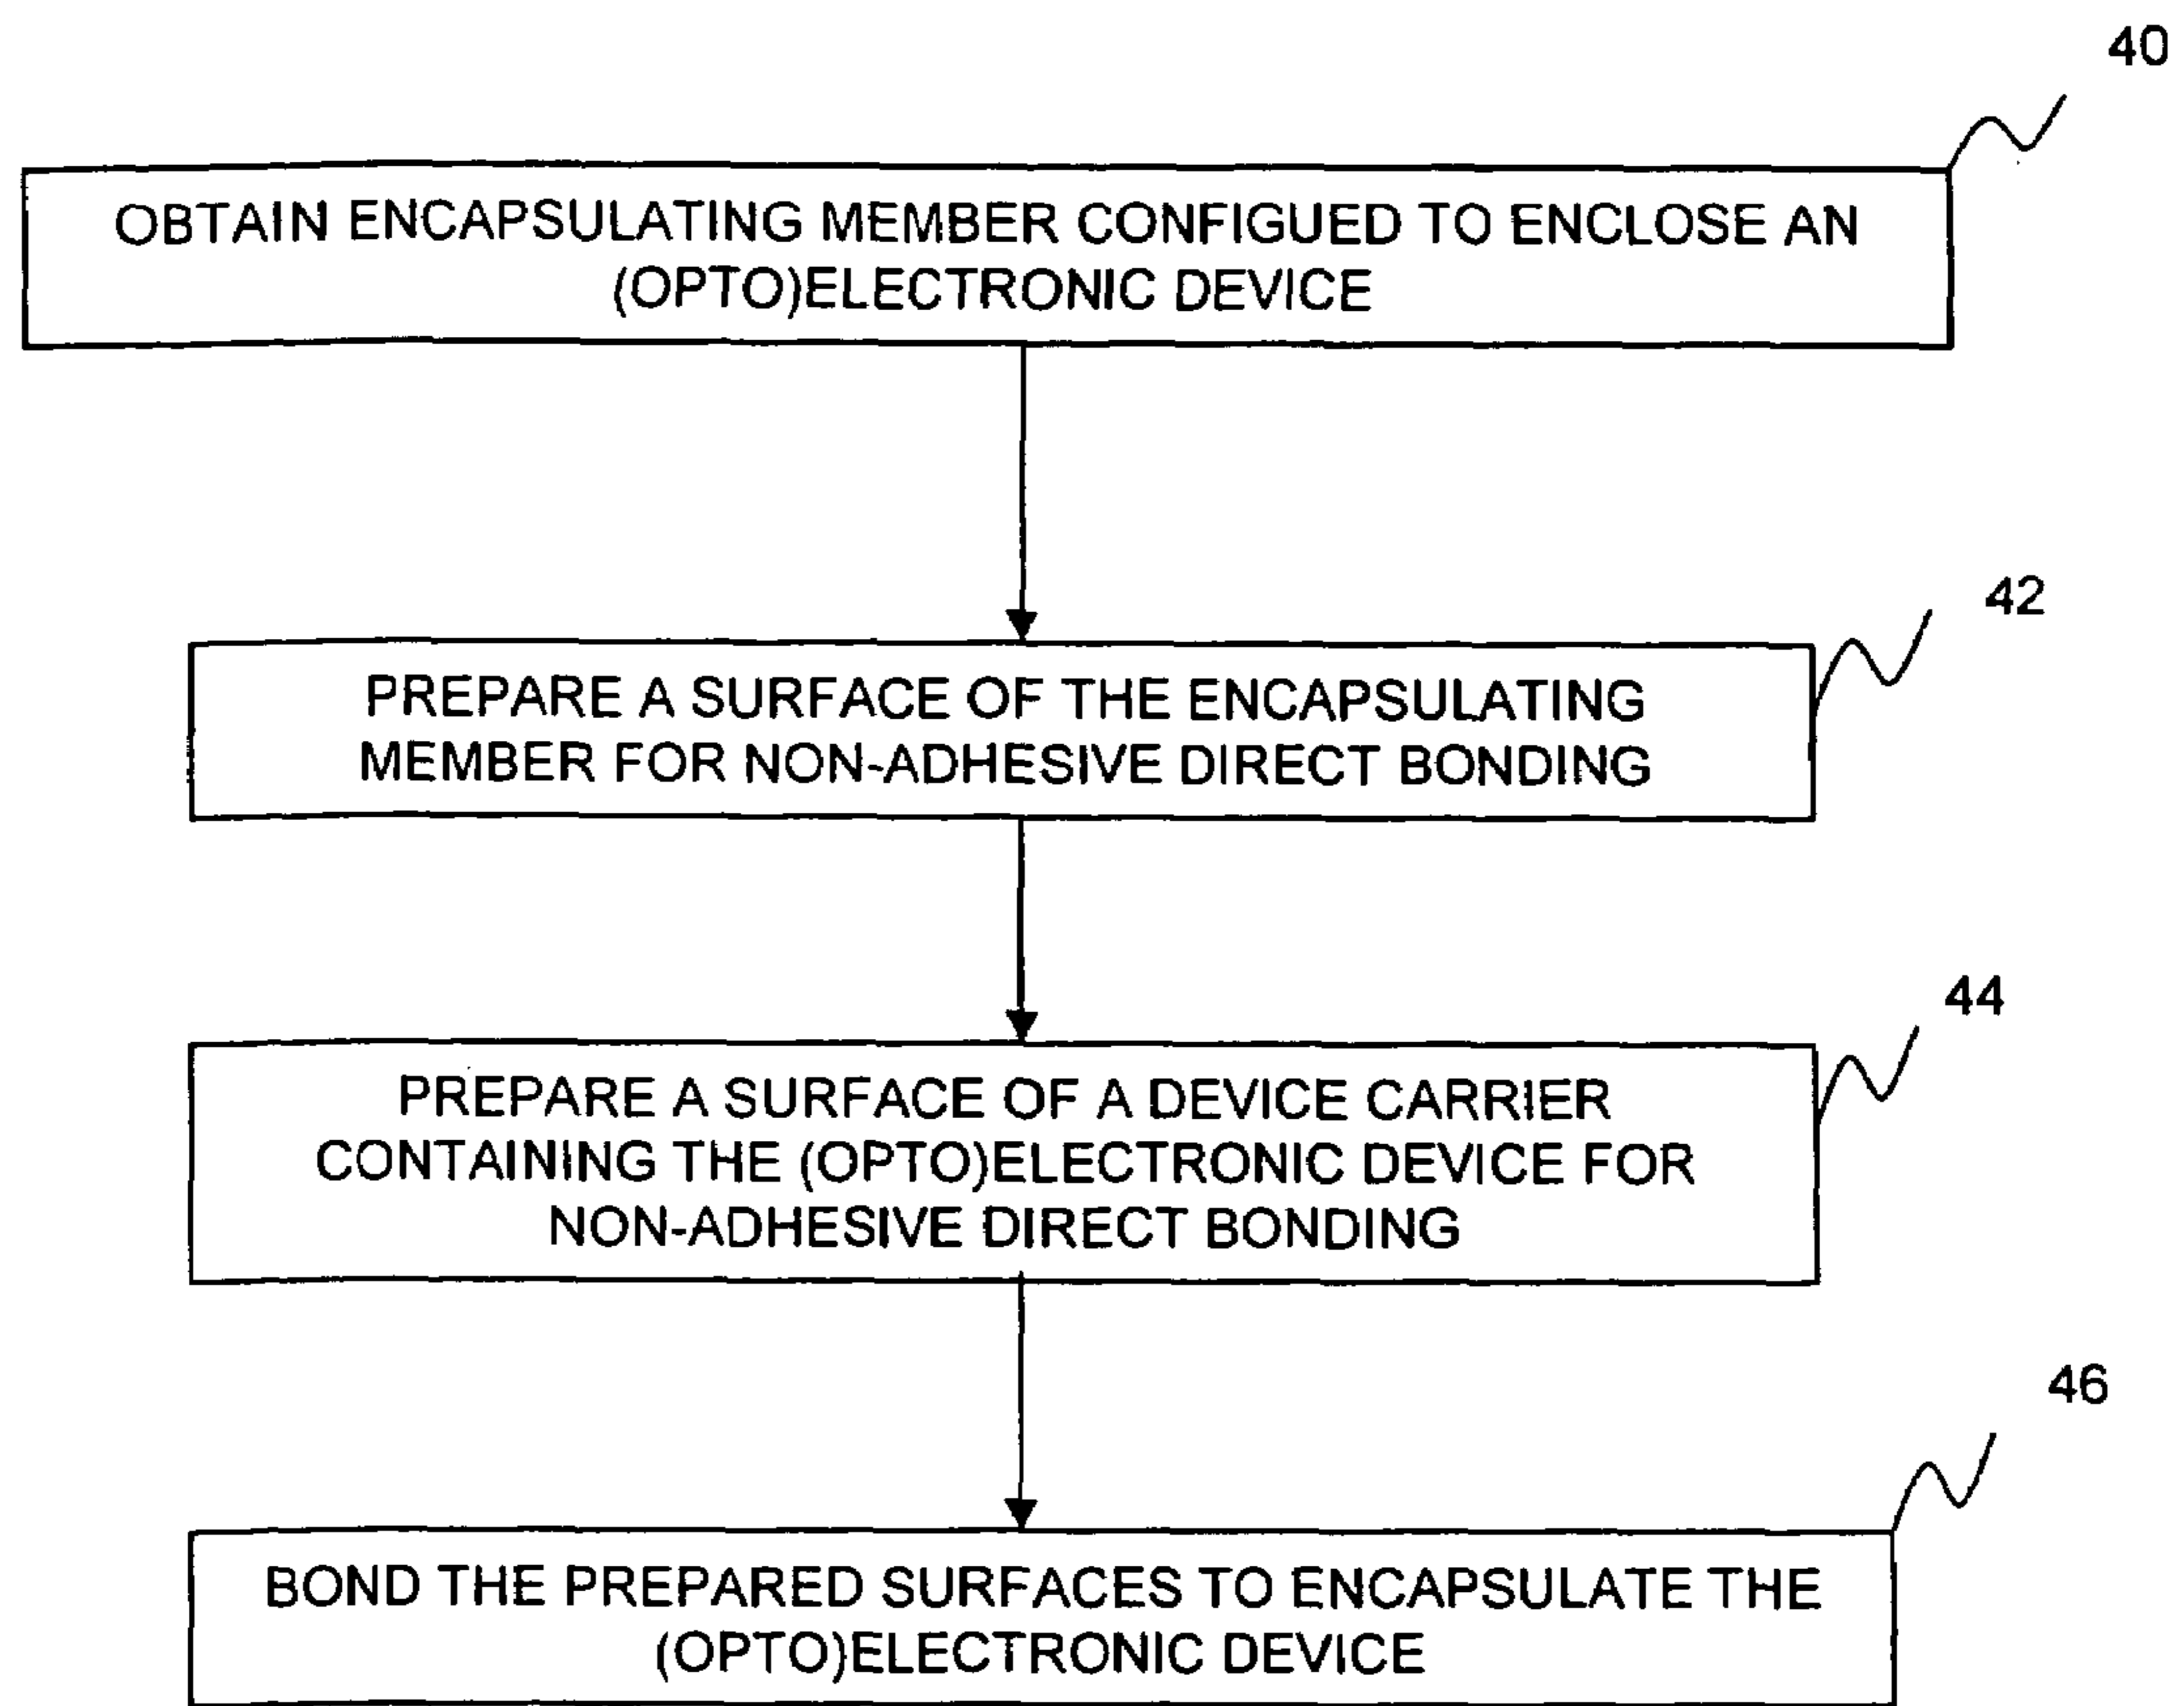 40
OBTAIN ENCAPSULATING MEMBER CONFIGUED TO ENCLOSE AN
(OPTO)ELECTRONIC DEVICE
42
PREPARE A SURFACE OF THE ENCAPSULATING
MEMBER FOR NON-ADHESIVE DIRECT BONDING
44
PREPARE A SURFACE OF A DEVICE CARRIER
CONTAINING THE (OPTO)ELECTRONIC DEVICE FOR
NON-ADHESIVE DIRECT BONDING
46
BOND THE PREPARED SURFACES TO ENCAPSULATE THE
(OPTO)ELECTRONIC DEVICE